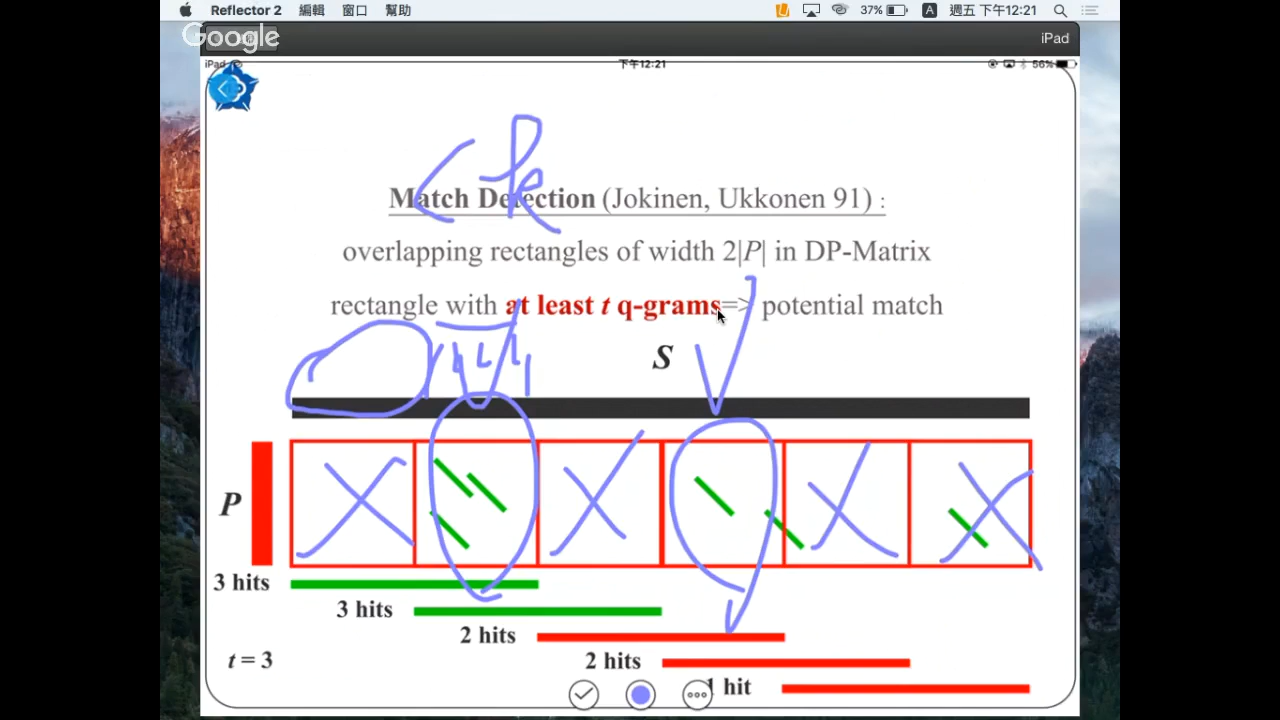 Reflector 2 編輯 窗口 幫助 37% A 週五 下午12:21
Google
iPad
iPad 下午12:21 56%
< k
Match Detection (Jokinen, Ukkonen 91) :
overlapping rectangles of width 2|P| in DP-Matrix
rectangle with at least t q-grams=> potential match
S
P
3 hits
3 hits
2 hits
2 hits
1 hit
t = 3